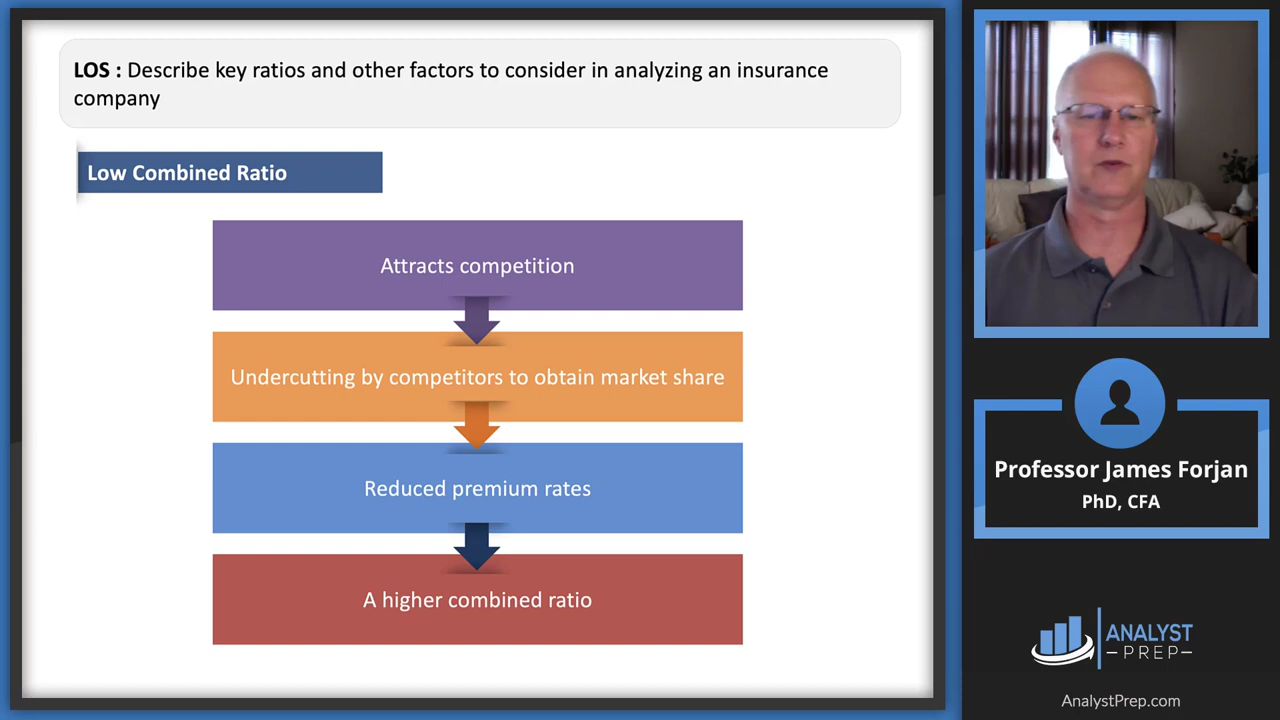 LOS : Describe key ratios and other factors to consider in analyzing an insurance
company
Low Combined Ratio
Attracts competition
Undercutting by competitors to obtain market share
Reduced premium rates
A higher combined ratio
Professor James Forjan
PhD, CFA
ANALYST
–PREP–
AnalystPrep.com